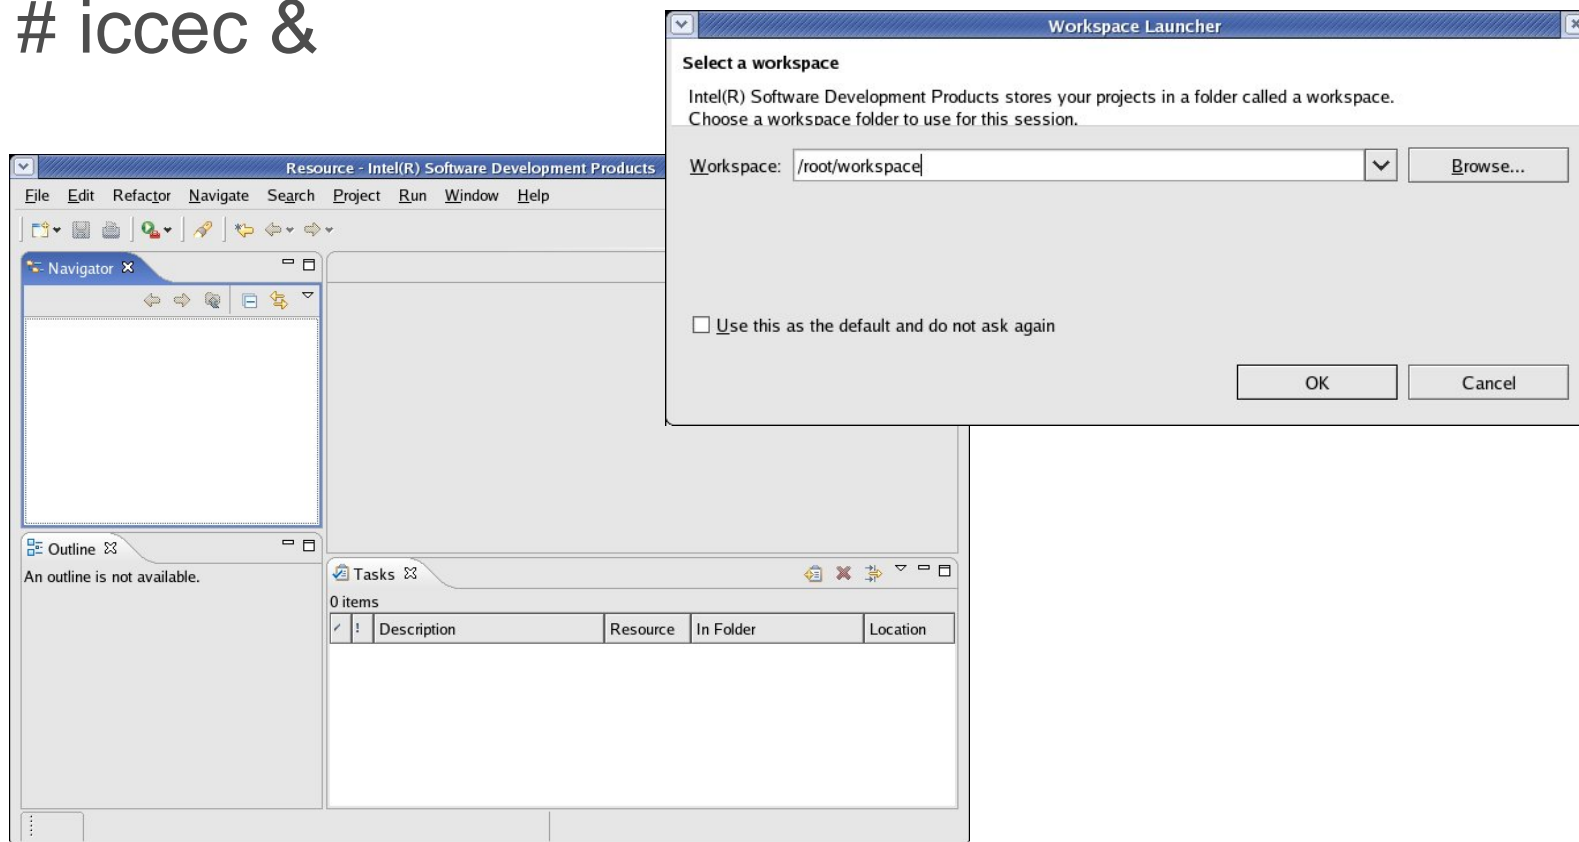 # iccec &
Workspace Launcher
Select a workspace
Intel(R) Software Development Products stores your projects in a folder called a workspace.
Choose a workspace folder to use for this session.
Workspace: /root/workspace Browse...
Use this as the default and do not ask again
OK Cancel
Resource - Intel(R) Software Development Products
File Edit Refactor Navigate Search Project Run Window Help
Navigator
Outline
An outline is not available.
Tasks
0 items
! Description Resource In Folder Location